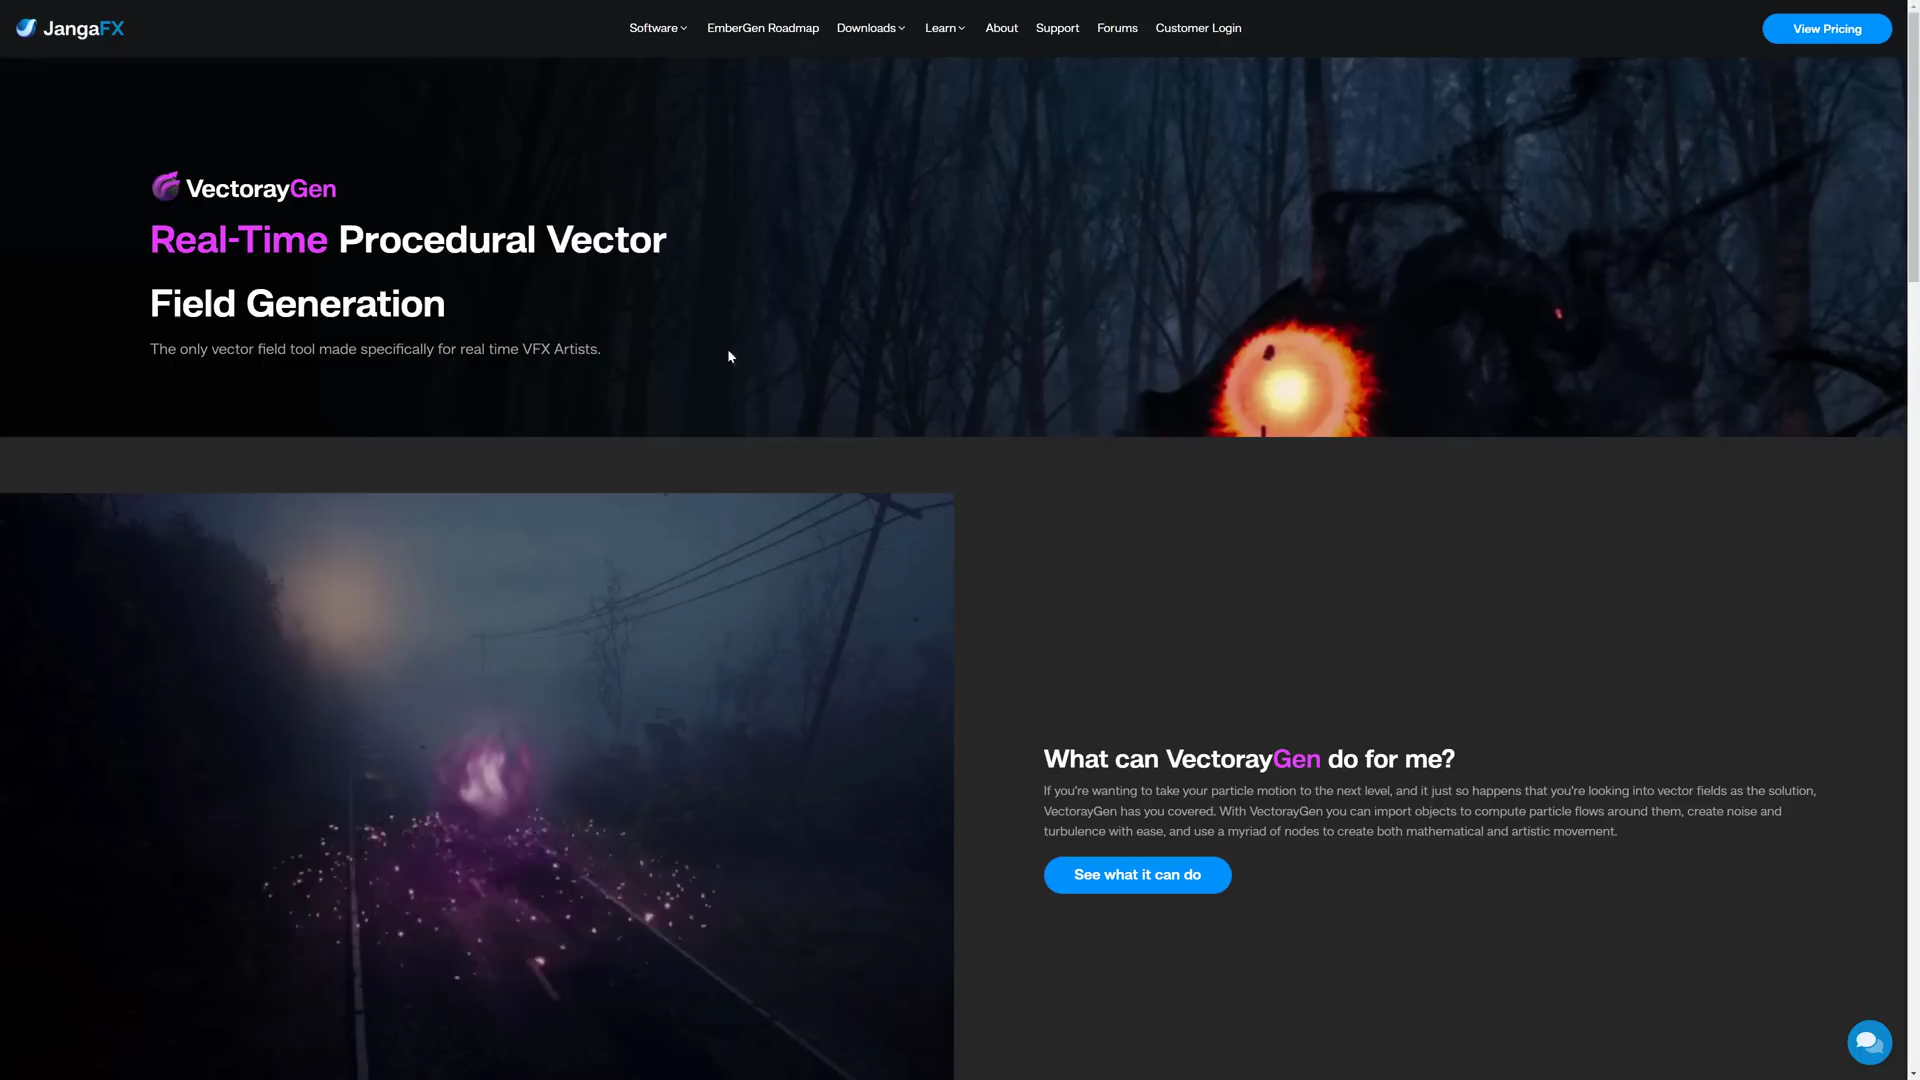 JangaFX
Software
EmberGen Roadmap
Downloads
Learn
About
Support
Forums
Customer Login
View Pricing
VectorayGen
Real-Time Procedural Vector
Field Generation
The only vector field tool made specifically for real time VFX Artists.
What can VectorayGen do for me?
If you're wanting to take your particle motion to the next level, and it just so happens that you're looking into vector fields as the solution,
VectorayGen has you covered. With VectorayGen you can import objects to compute particle flows around them, create noise and
turbulence with ease, and use a myriad of nodes to create both mathematical and artistic movement.
See what it can do